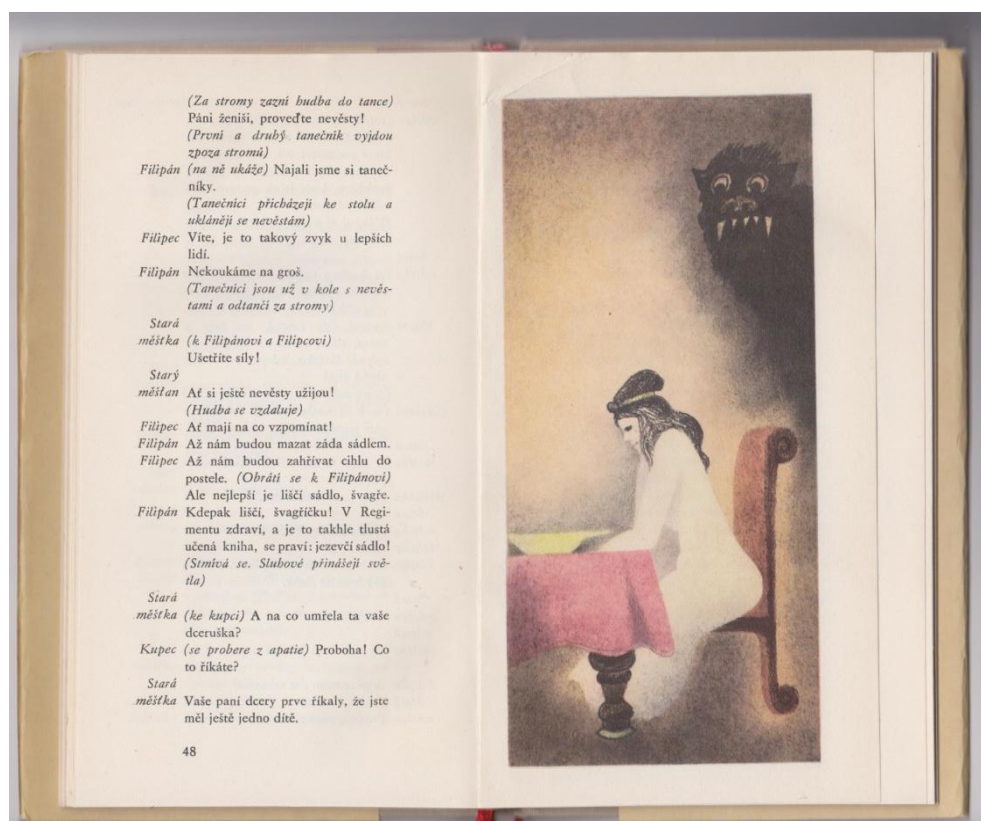 (Za stromy zazní hudba do tance)
Páni ženiši, proveďte nevěsty!
(První a druhý tanečník vyjdou
zpoza stromů)
Filipán (na ně ukáže) Najali jsme si taneč-
níky.
(Tanečníci přicházejí ke stolu a
uklánějí se nevěstám)
Filipec Víte, je to takový zvyk u lepších
lidí.
Filipán Nekoukáme na groš.
(Tanečníci jsou už v kole s nevěs-
tami a odtančí za stromy)
Stará
měšťka (k Filipánovi a Filipcovi)
Ušetříte síly!
Starý
měšťan Ať si ještě nevěsty užijou!
(Hudba se vzdaluje)
Filipec Ať mají na co vzpomínat!
Filipán Až nám budou mazat záda sádlem.
Filipec Až nám budou zahřívat cihlu do
postele. (Obrátí se k Filipánovi)
Ale nejlepší je liščí sádlo, švagře.
Filipán Kdepak liščí, švagříčku! V Regi-
mentu zdraví, a je to takhle tlustá
učená kniha, se praví: jezevčí sádlo!
(Stmívá se. Sluhové přinášejí svě-
tla)
Stará
měšťka (ke kupci) A na co umřela ta vaše
dceruška?
Kupec (se probere z apatie) Proboha! Co
to říkáte?
Stará
měšťka Vaše paní dcery prve říkaly, že jste
měl ještě jedno dítě.
48